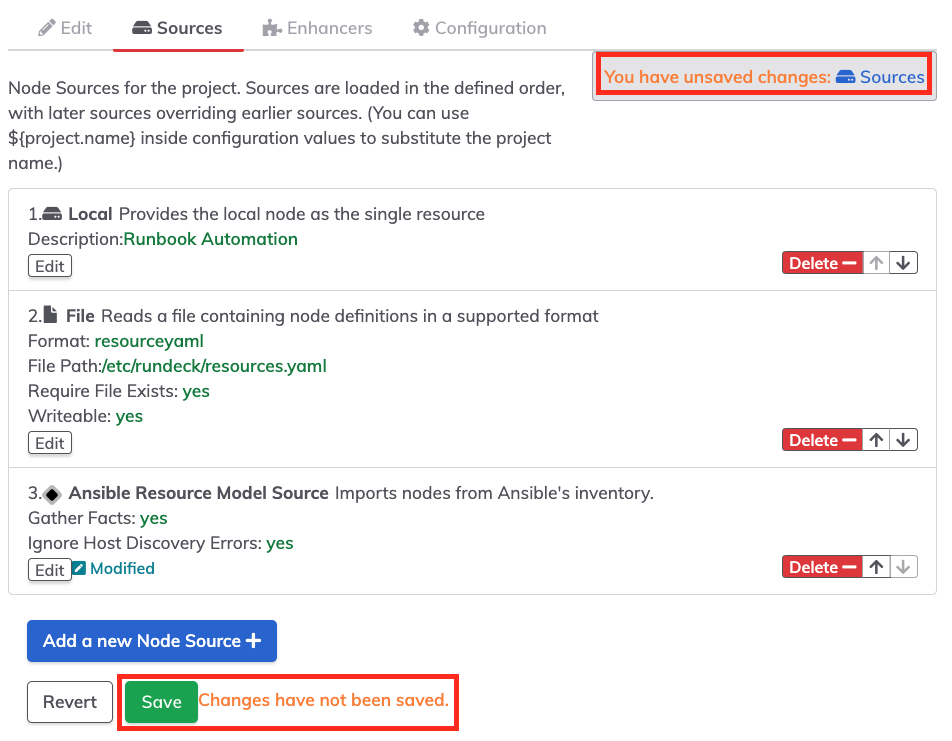 Edit Sources Enhancers Configuration
You have unsaved changes: Sources
Node Sources for the project. Sources are loaded in the defined order,
with later sources overriding earlier sources. (You can use
${project.name} inside configuration values to substitute the project
name.)
1. Local Provides the local node as the single resource
Description:Runbook Automation
Edit
Delete
2. File Reads a file containing node definitions in a supported format
Format: resourceyaml
File Path:/etc/rundeck/resources.yaml
Require File Exists: yes
Writeable: yes
Edit
Delete
3. Ansible Resource Model Source Imports nodes from Ansible's inventory.
Gather Facts: yes
Ignore Host Discovery Errors: yes
Edit Modified
Delete
Add a new Node Source
Revert Save Changes have not been saved.